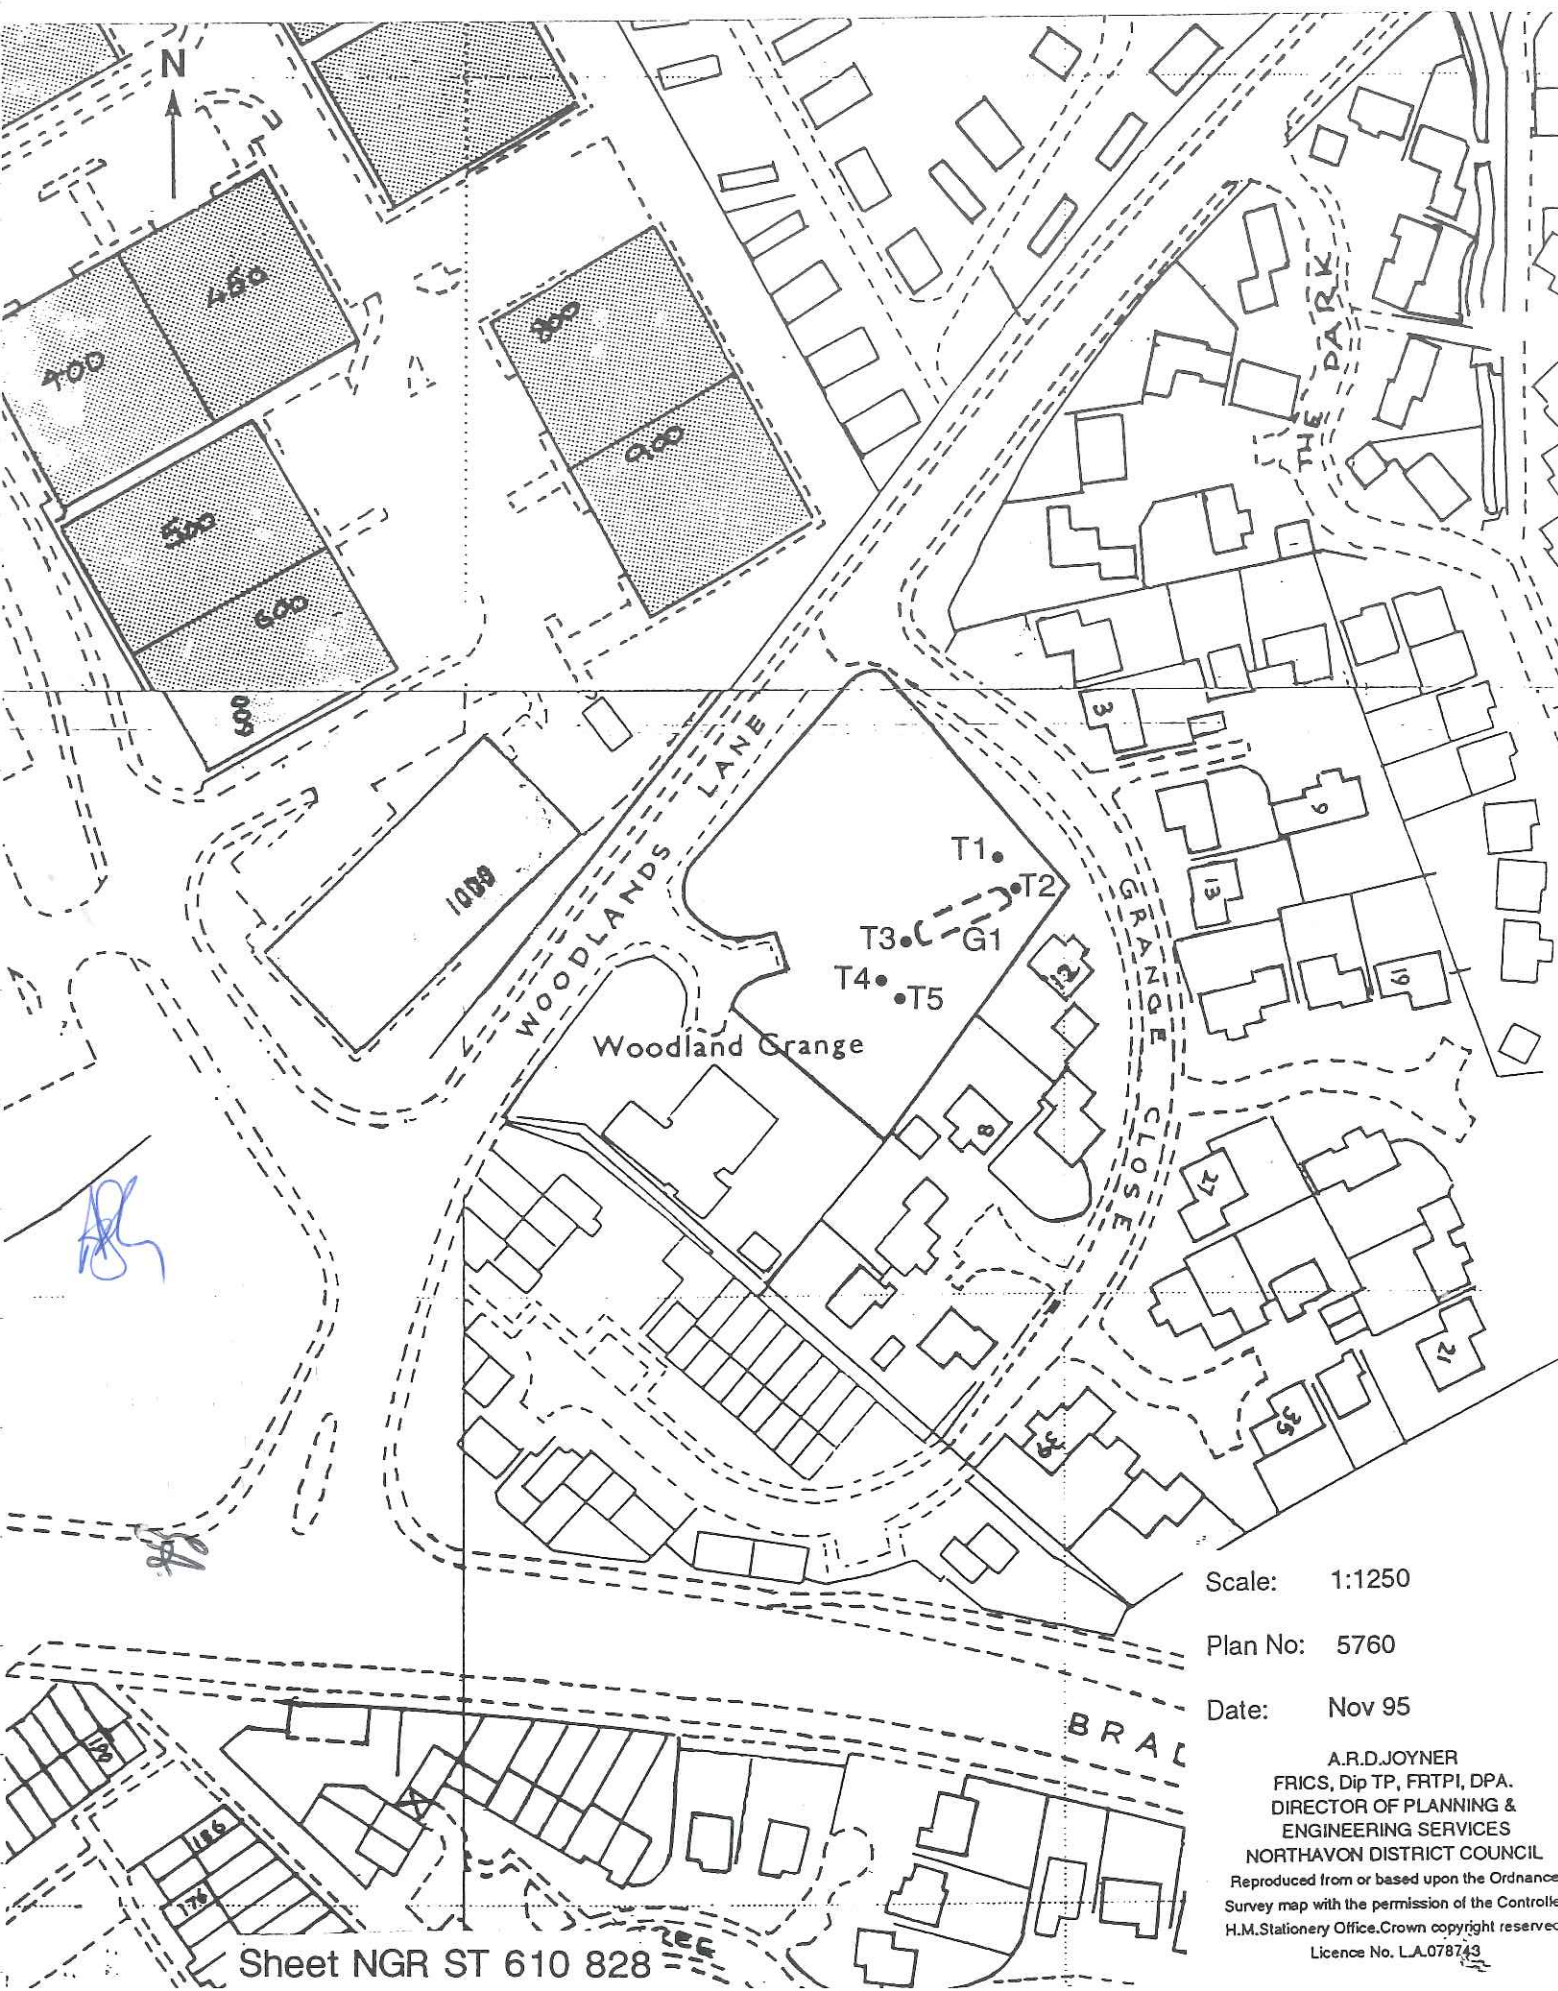 N
450
400
800
900
500
600
THE PARK
3
WOODLANDS LANE
9
T1
T2
13
1000
GRANGE CLOSE
T3
G1
12
19
T4
T5
Woodland Grange
8
27
21
35
39
Scale: 1:1250
Plan No: 5760
Date: Nov 95
BRAD
190
186
176
A.R.D.JOYNER
FRICS, Dip TP, FRTPI, DPA.
DIRECTOR OF PLANNING &
ENGINEERING SERVICES
NORTHAVON DISTRICT COUNCIL
Reproduced from or based upon the Ordnance
Survey map with the permission of the Controlle
H.M.Stationery Office.Crown copyright reserved
Licence No. L.A.078743
Sheet NGR ST 610 828